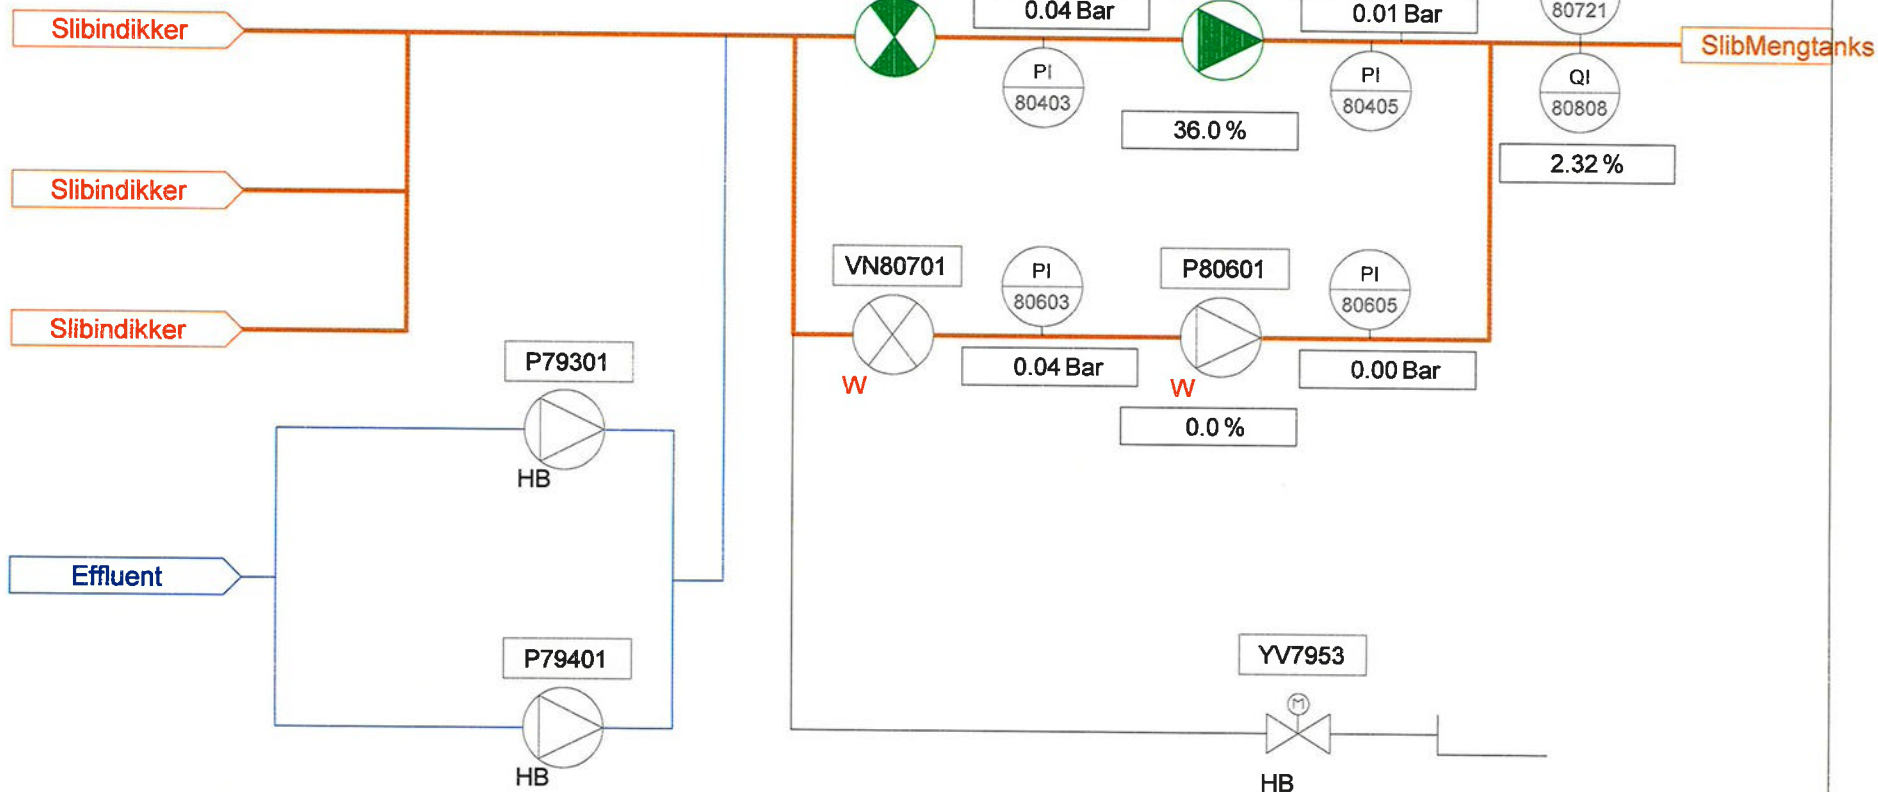 Slibindikker
0.04 Bar
0.01 Bar
80721
SlibMengtanks
PI
80403
PI
80405
QI
80808
36.0 %
2.32 %
Slibindikker
VN80701
PI
80603
P80601
PI
80605
Slibindikker
W
0.04 Bar
W
0.00 Bar
P79301
0.0 %
HB
Effluent
P79401
YV7953
M
HB
HB